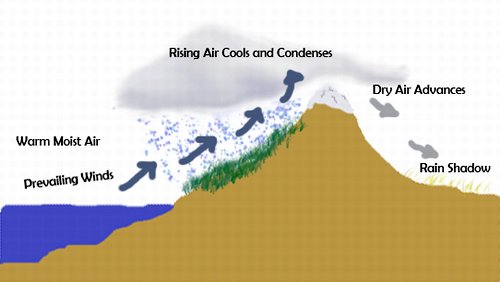 Rising Air Cools and Condenses
Dry Air Advances
Warm Moist Air
Prevailing Winds
Rain Shadow